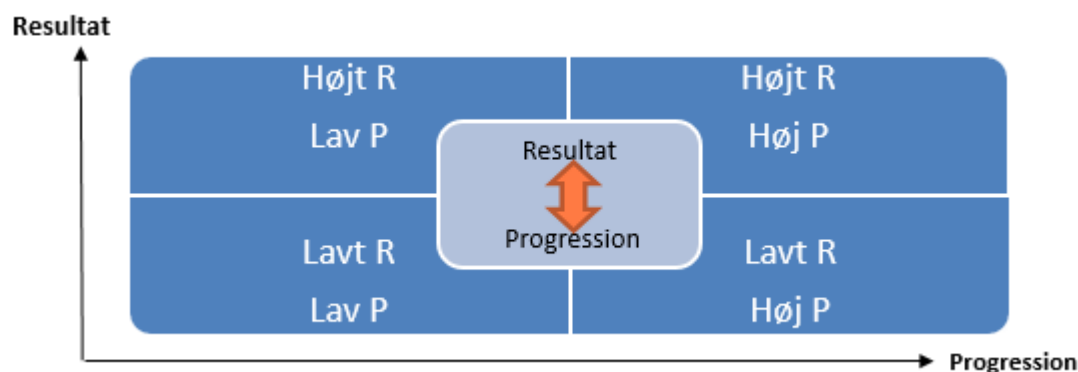 Resultat
Højt R
Lav P
Højt R
Høj P
Resultat
Progression
Lavt R
Lav P
Lavt R
Høj P
Progression